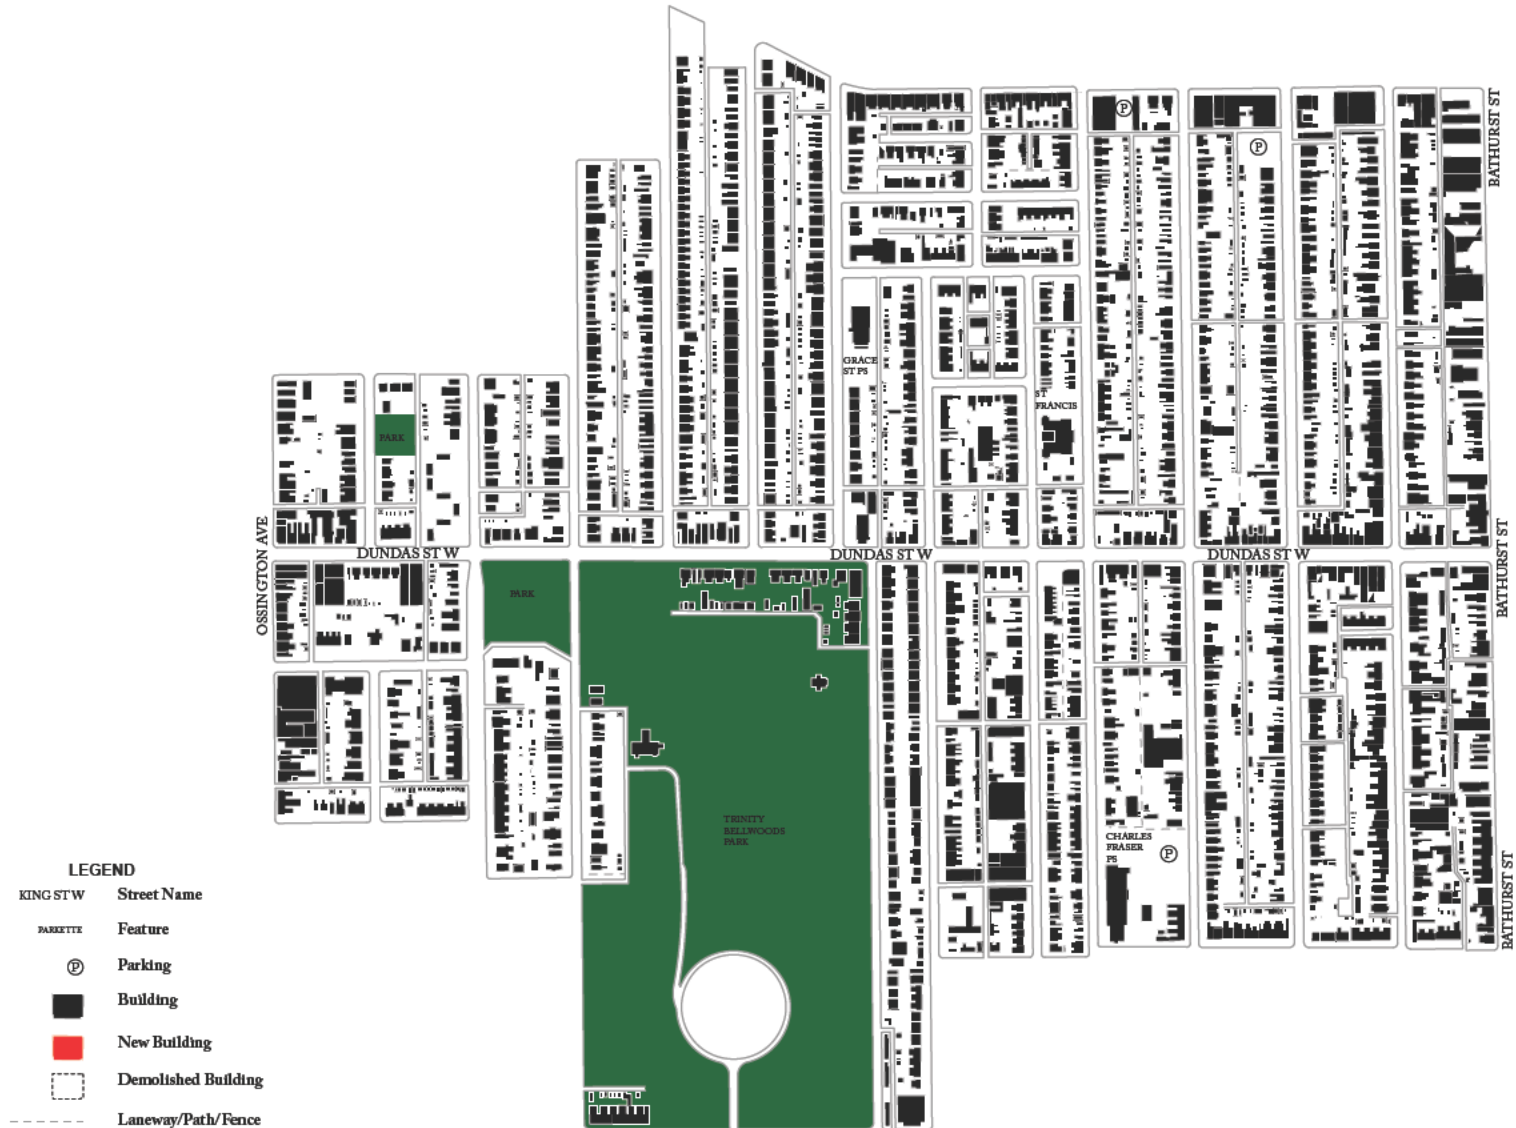 BATHURST ST
P
P
GRACE
ST PS
ST
FRANCIS
PARK
OSSINGTON AVE
DUNDAS ST W
DUNDAS ST W
DUNDAS ST W
BATHURST ST
PARK
TRINITY
BELLWOODS
PARK
CHARLES
FRASER
PS
P
BATHURST ST
LEGEND
KING ST W Street Name
PARKETTE Feature
P Parking
Building
New Building
Demolished Building
Laneway/Path/Fence